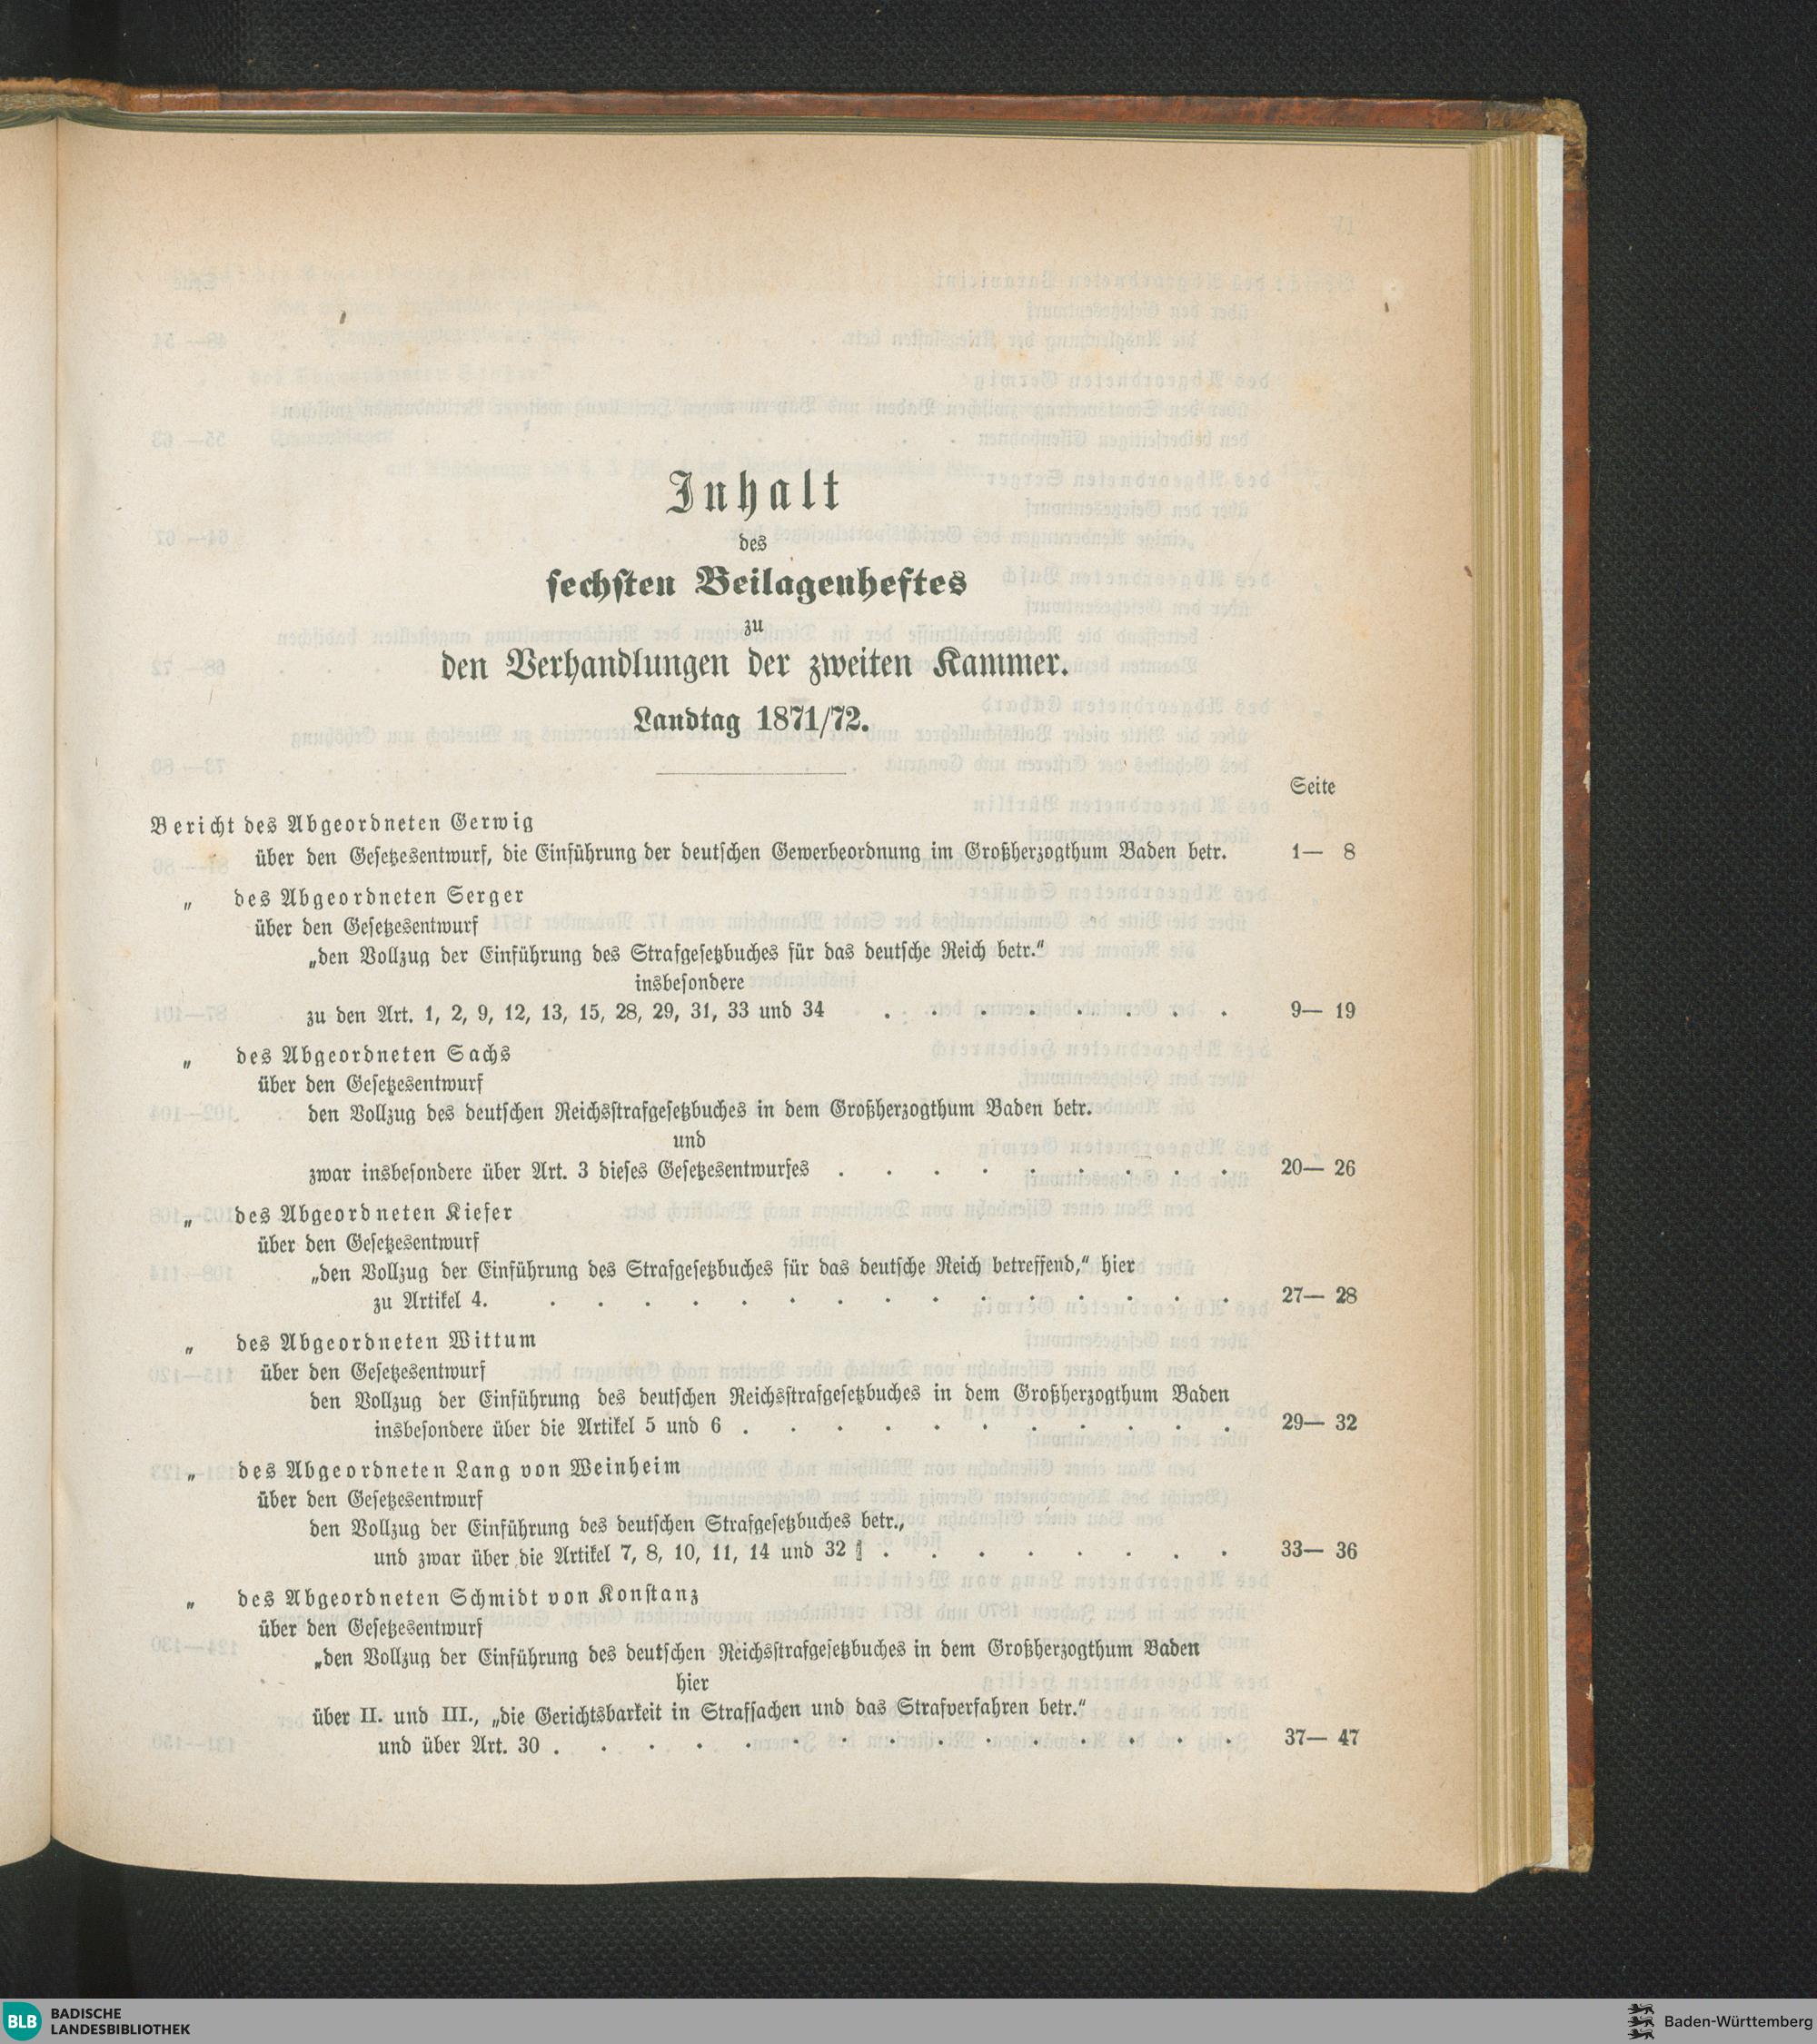 Inhalt
des
sechsten Beilagenheftes
zu
den Verhandlungen der zweiten Kammer.
Landtag 1871/72.
Seite
Bericht des Abgeordneten Gerwig
über den Gesetzesentwurf, die Einführung der deutschen Gewerbeordnung im Großherzogthum Baden betr. 1— 8
„ des Abgeordneten Serger
über den Gesetzesentwurf
„den Vollzug der Einführung des Strafgesetzbuches für das deutsche Reich betr.“
insbesondere
zu den Art. 1, 2, 9, 12, 13, 15, 28, 29, 31, 33 und 34 . . . . . . . . 9— 19
„ des Abgeordneten Sachs
über den Gesetzesentwurf
den Vollzug des deutschen Reichsstrafgesetzbuches in dem Großherzogthum Baden betr.
und
zwar insbesondere über Art. 3 dieses Gesetzesentwurfes . . . . . . . . . 20— 26
„ des Abgeordneten Kiefer
über den Gesetzesentwurf
„den Vollzug der Einführung des Strafgesetzbuches für das deutsche Reich betreffend,“ hier
zu Artikel 4. . . . . . . . . . . . . . . . 27— 28
„ des Abgeordneten Wittum
über den Gesetzesentwurf
den Vollzug der Einführung des deutschen Reichsstrafgesetzbuches in dem Großherzogthum Baden
insbesondere über die Artikel 5 und 6 . . . . . . . . . . . 29— 32
„ des Abgeordneten Lang von Weinheim
über den Gesetzesentwurf
den Vollzug der Einführung des deutschen Strafgesetzbuches betr.,
und zwar über die Artikel 7, 8, 10, 11, 14 und 32 . . . . . . . . 33— 36
„ des Abgeordneten Schmidt von Konstanz
über den Gesetzesentwurf
„den Vollzug der Einführung des deutschen Reichsstrafgesetzbuches in dem Großherzogthum Baden
hier
über II. und III., „die Gerichtsbarkeit in Strafsachen und das Strafverfahren betr.“
und über Art. 30 . . . . . . . . . . . . . . . 37— 47
BLB BADISCHE
LANDESBIBLIOTHEK
Baden-Württemberg